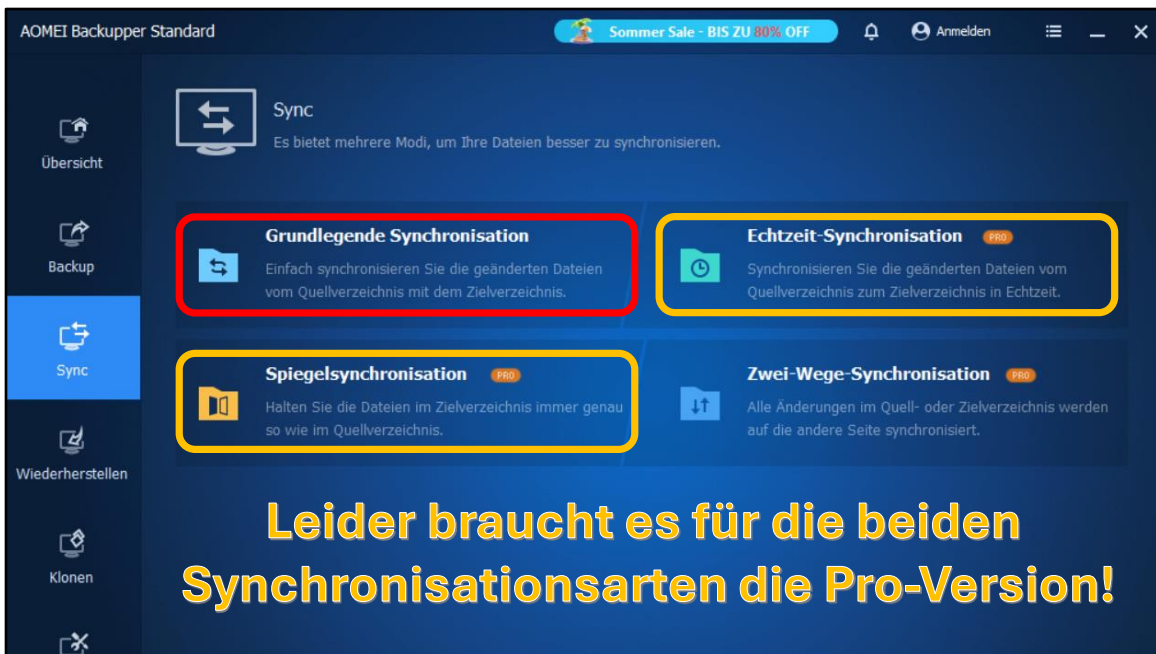 AOMEI Backupper Standard
Sommer Sale - BIS ZU 80% OFF
Anmelden
Sync
Es bietet mehrere Modi, um Ihre Dateien besser zu synchronisieren.
Übersicht
Backup
Sync
Wiederherstellen
Klonen
Grundlegende Synchronisation
Einfach synchronisieren Sie die geänderten Dateien
vom Quellverzeichnis mit dem Zielverzeichnis.
Echtzeit-Synchronisation PRO
Synchronisieren Sie die geänderten Dateien vom
Quellverzeichnis zum Zielverzeichnis in Echtzeit.
Spiegelsynchronisation PRO
Halten Sie die Dateien im Zielverzeichnis immer genau
so wie im Quellverzeichnis.
Zwei-Wege-Synchronisation PRO
Alle Änderungen im Quell- oder Zielverzeichnis werden
auf die andere Seite synchronisiert.
Leider braucht es für die beiden
Synchronisationsarten die Pro-Version!